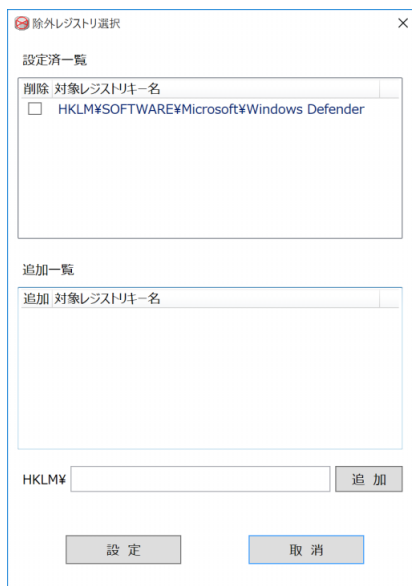 除外レジストリ選択
設定済一覧
削除 対象レジストリキー名
HKLM¥SOFTWARE¥Microsoft¥Windows Defender
追加一覧
追加 対象レジストリキー名
HKLM¥ 追 加
設 定 取 消